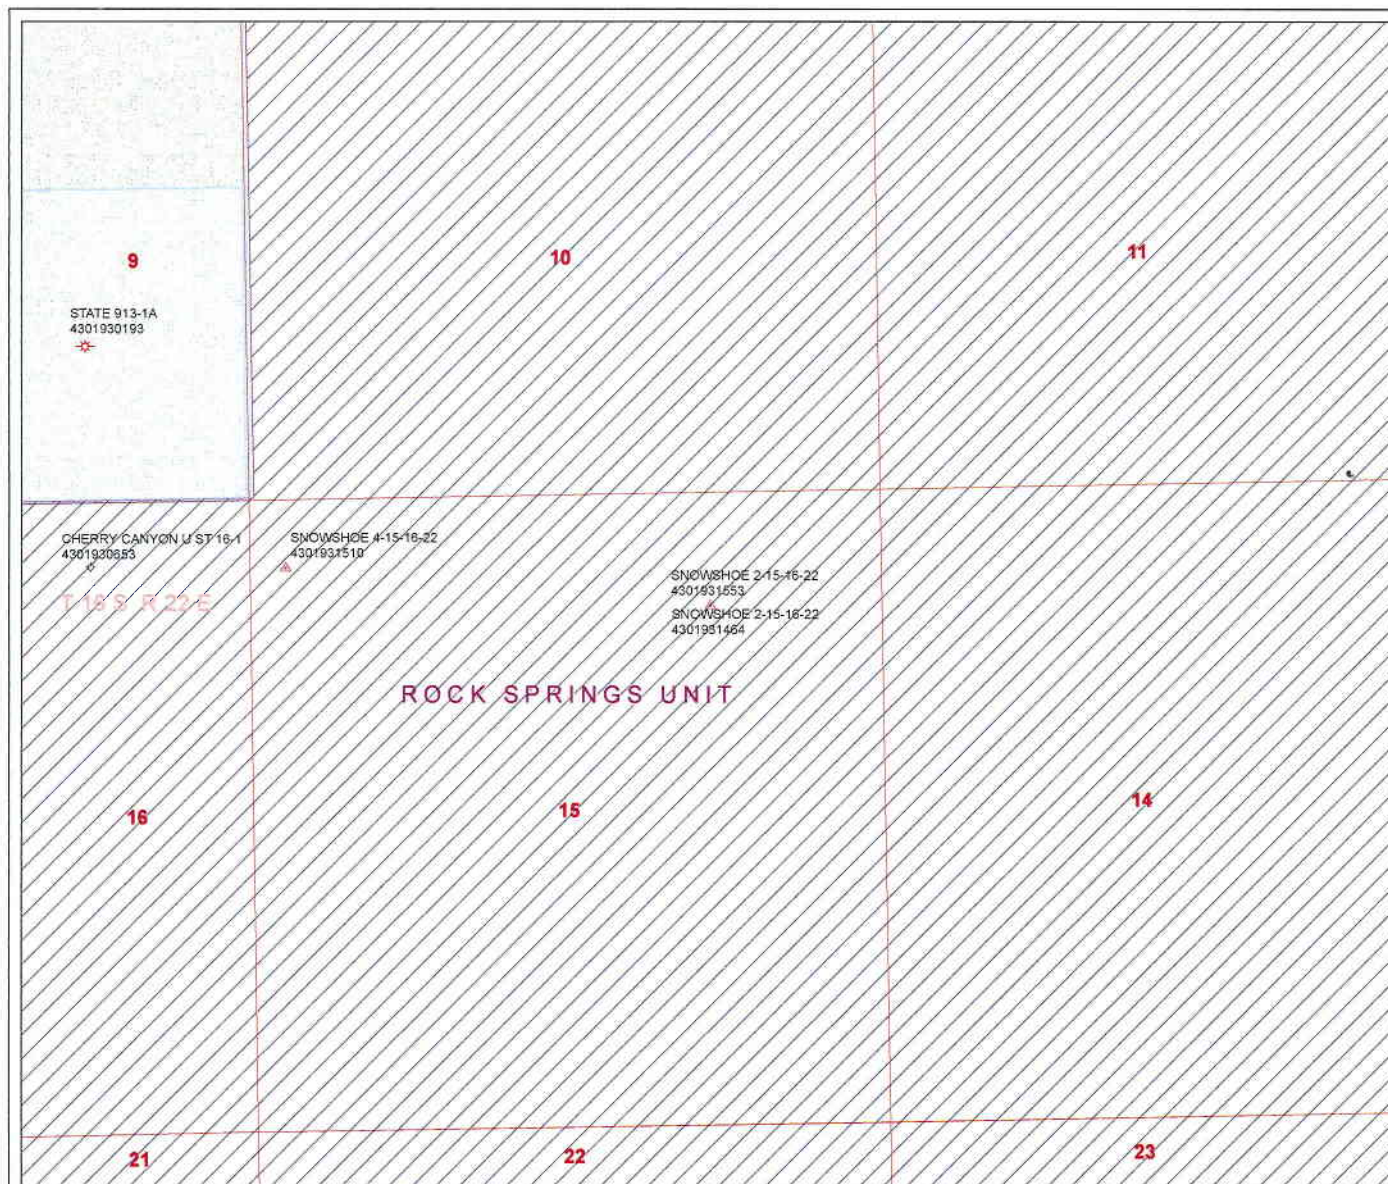 9
10
11
STATE 913-1A
4301930193
CHERRY CANYON U ST 16-1
4301930653
SNOWSHOE 4-15-16-22
4301931510
T 16 S R 22 E
SNOWSHOE 2-15-16-22
4301931553
SNOWSHOE 2-15-16-22
4301931464
ROCK SPRINGS UNIT
16
15
14
21
22
23